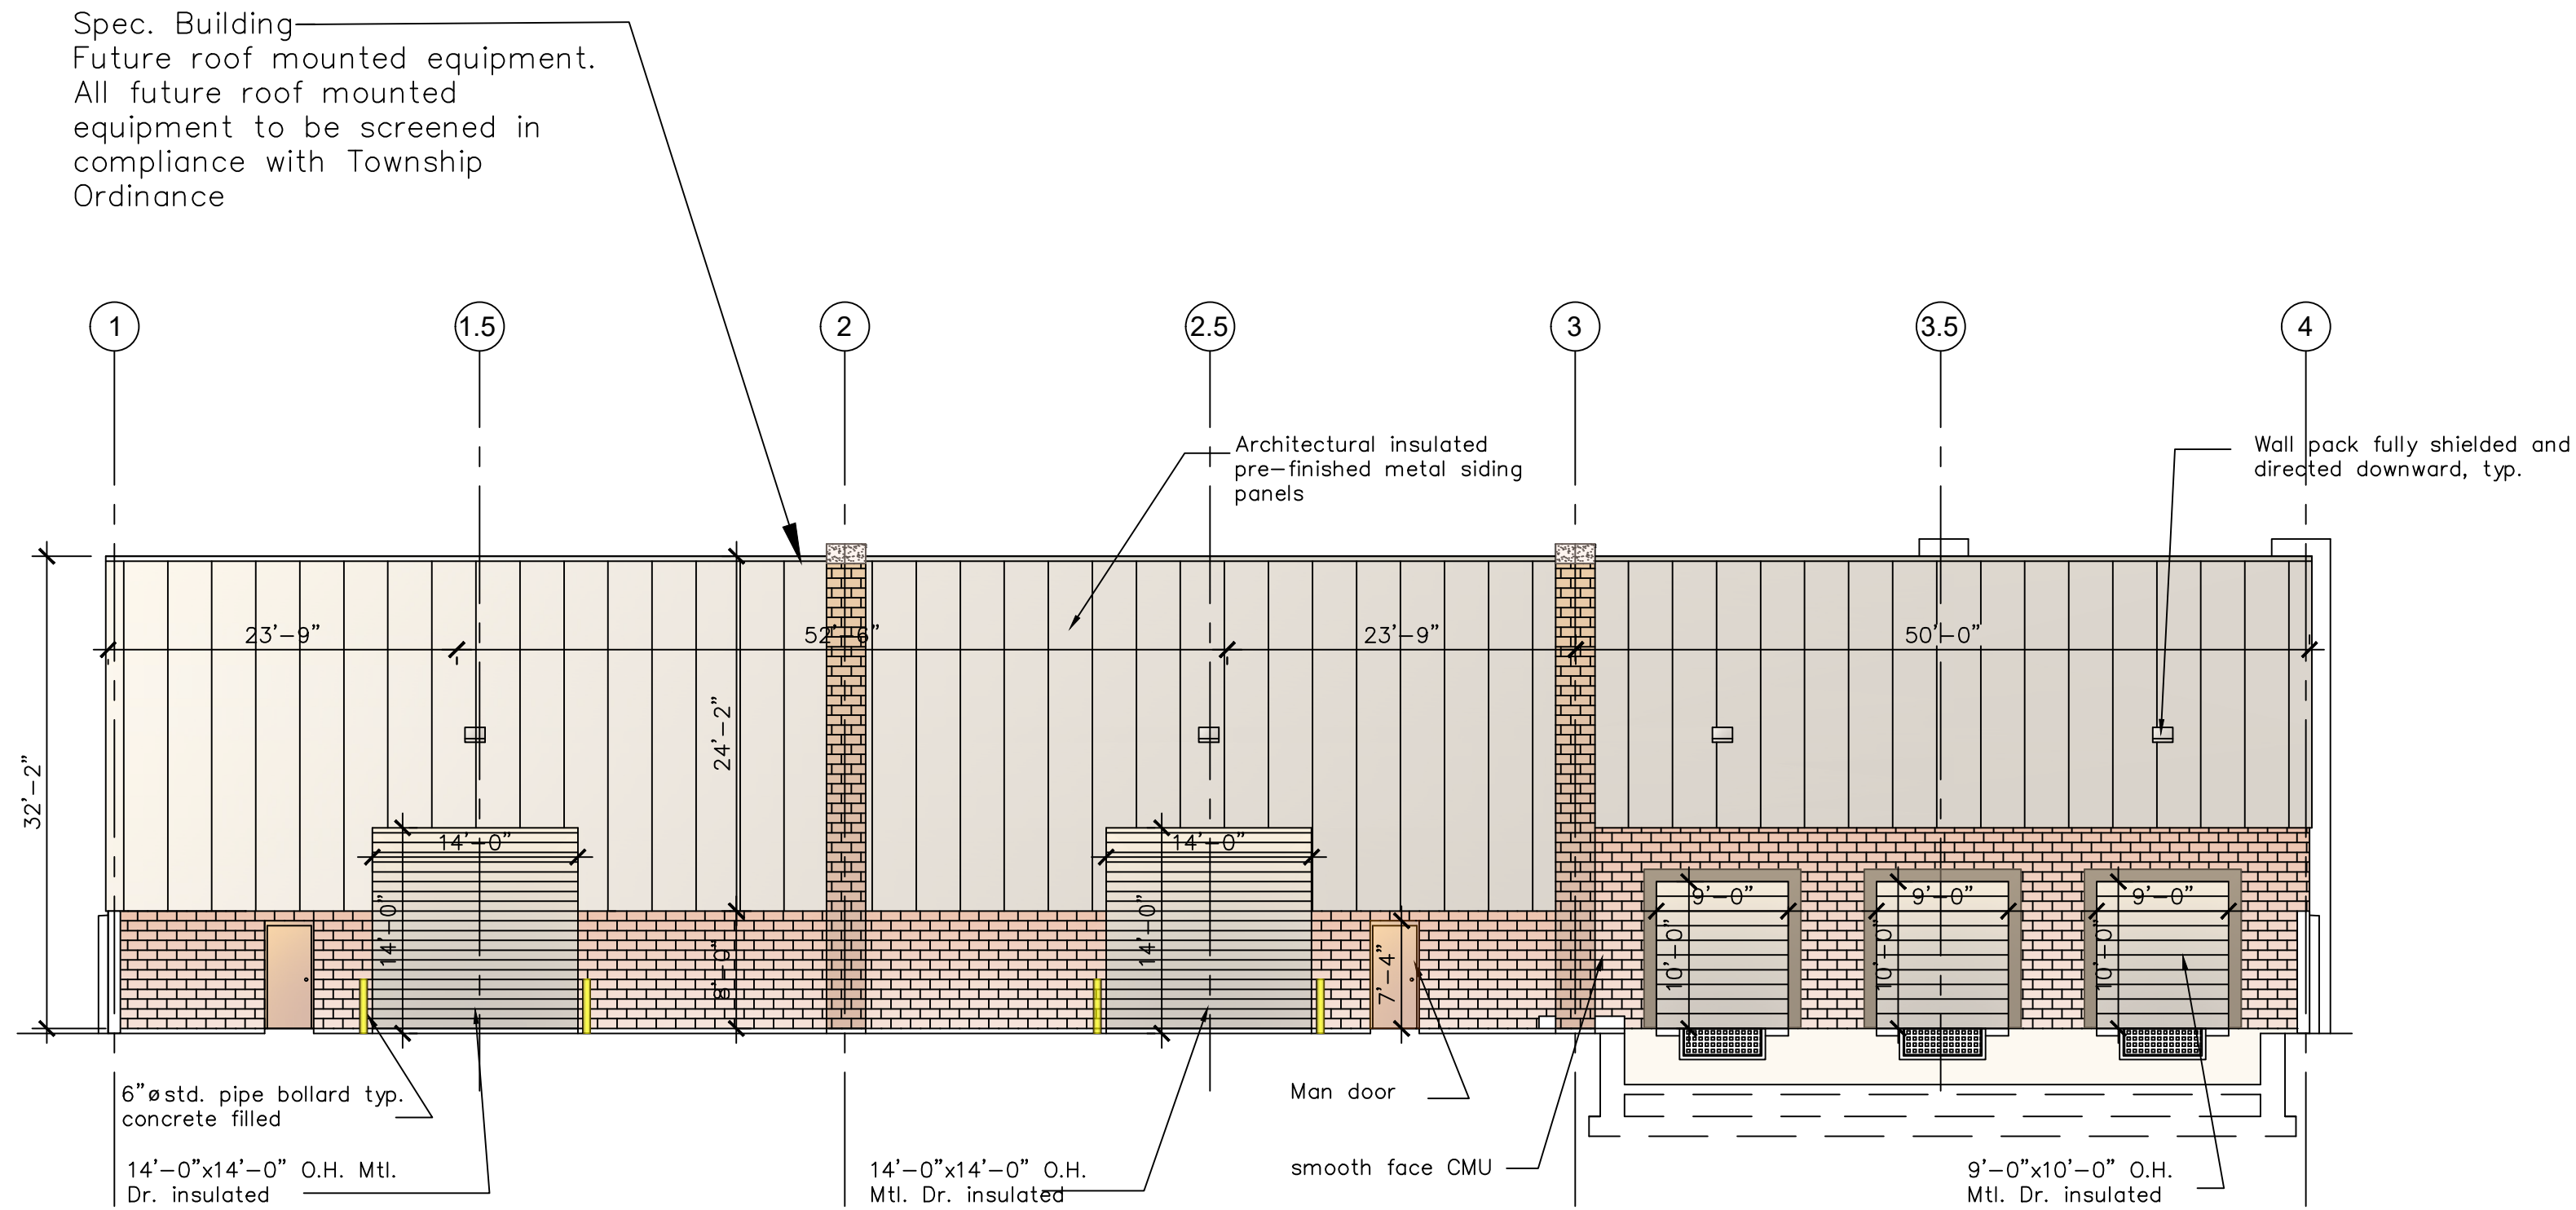 Spec. Building
Future roof mounted equipment.
All future roof mounted
equipment to be screened in
compliance with Township
Ordinance
1
1.5
2
2.5
3
3.5
4
Architectural insulated
pre-finished metal siding
panels
Wall pack fully shielded and
directed downward, typ.
23'-9"
52'-6"
23'-9"
50'-0"
32'-2"
24'-2"
8'-0"
14'-0"
14'-0"
14'-0"
14'-0"
7'-4"
9'-0"
9'-0"
9'-0"
10'-0"
10'-0"
10'-0"
6"ø std. pipe bollard typ.
concrete filled
14'-0"x14'-0" O.H. Mtl.
Dr. insulated
14'-0"x14'-0" O.H.
Mtl. Dr. insulated
Man door
smooth face CMU
9'-0"x10'-0" O.H.
Mtl. Dr. insulated